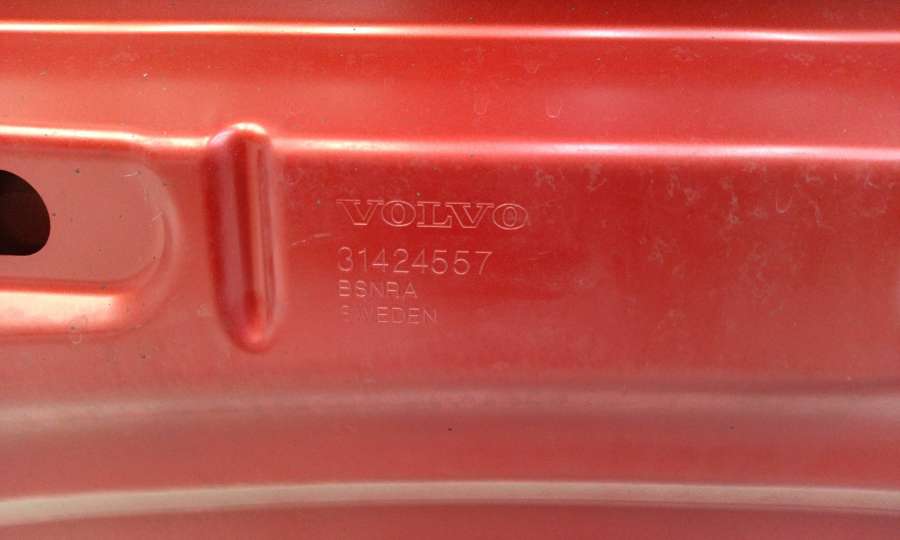 VOLVO
31424557
BSNRA
SWEDEN